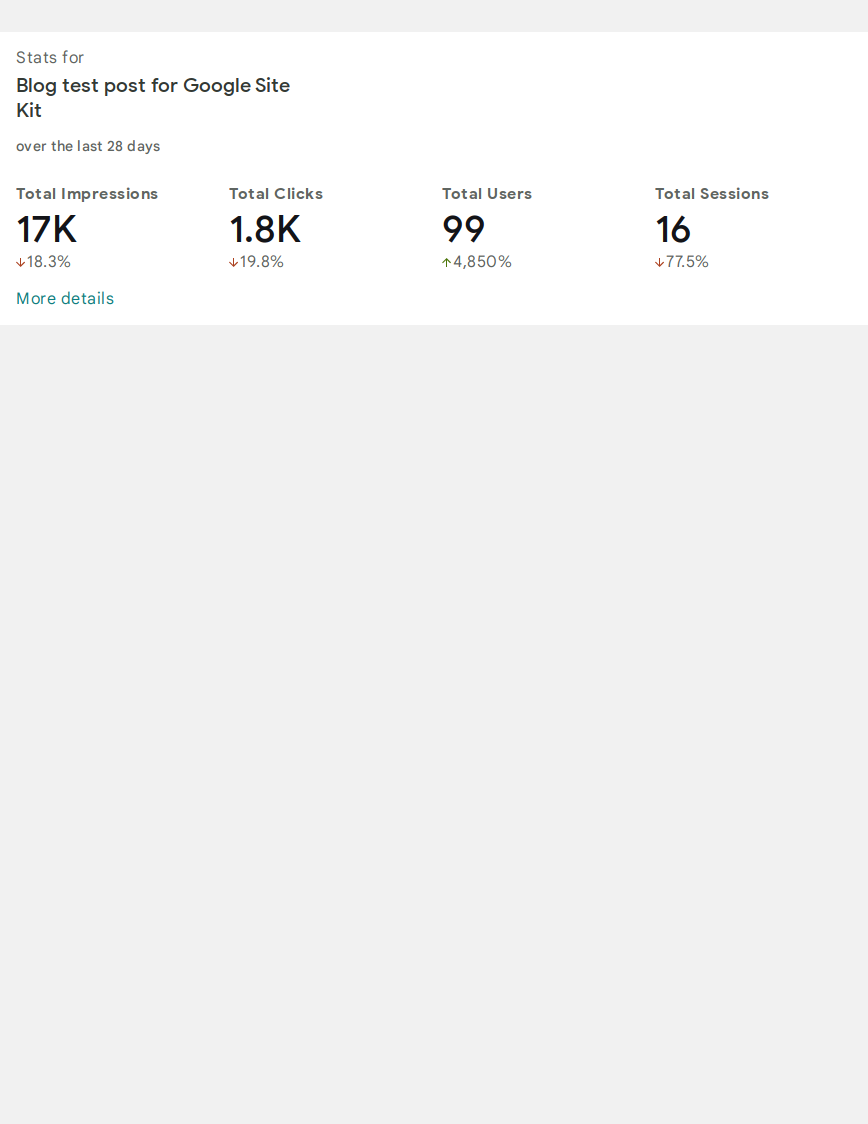 Stats for
Blog test post for Google Site
Kit
over the last 28 days
Total Impressions
17K
↓18.3%
Total Clicks
1.8K
↓19.8%
Total Users
99
↑4,850%
Total Sessions
16
↓77.5%
More details